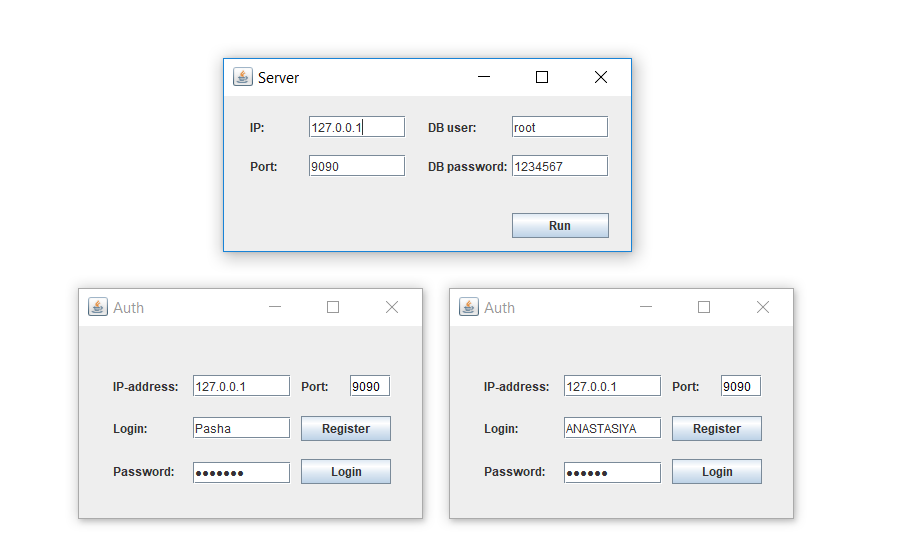 Server
IP: 127.0.0.1 DB user: root
Port: 9090 DB password: 1234567
Run
Auth
IP-address: 127.0.0.1 Port: 9090
Login: Pasha Register
Password: ●●●●●●● Login
Auth
IP-address: 127.0.0.1 Port: 9090
Login: ANASTASIYA Register
Password: ●●●●●● Login